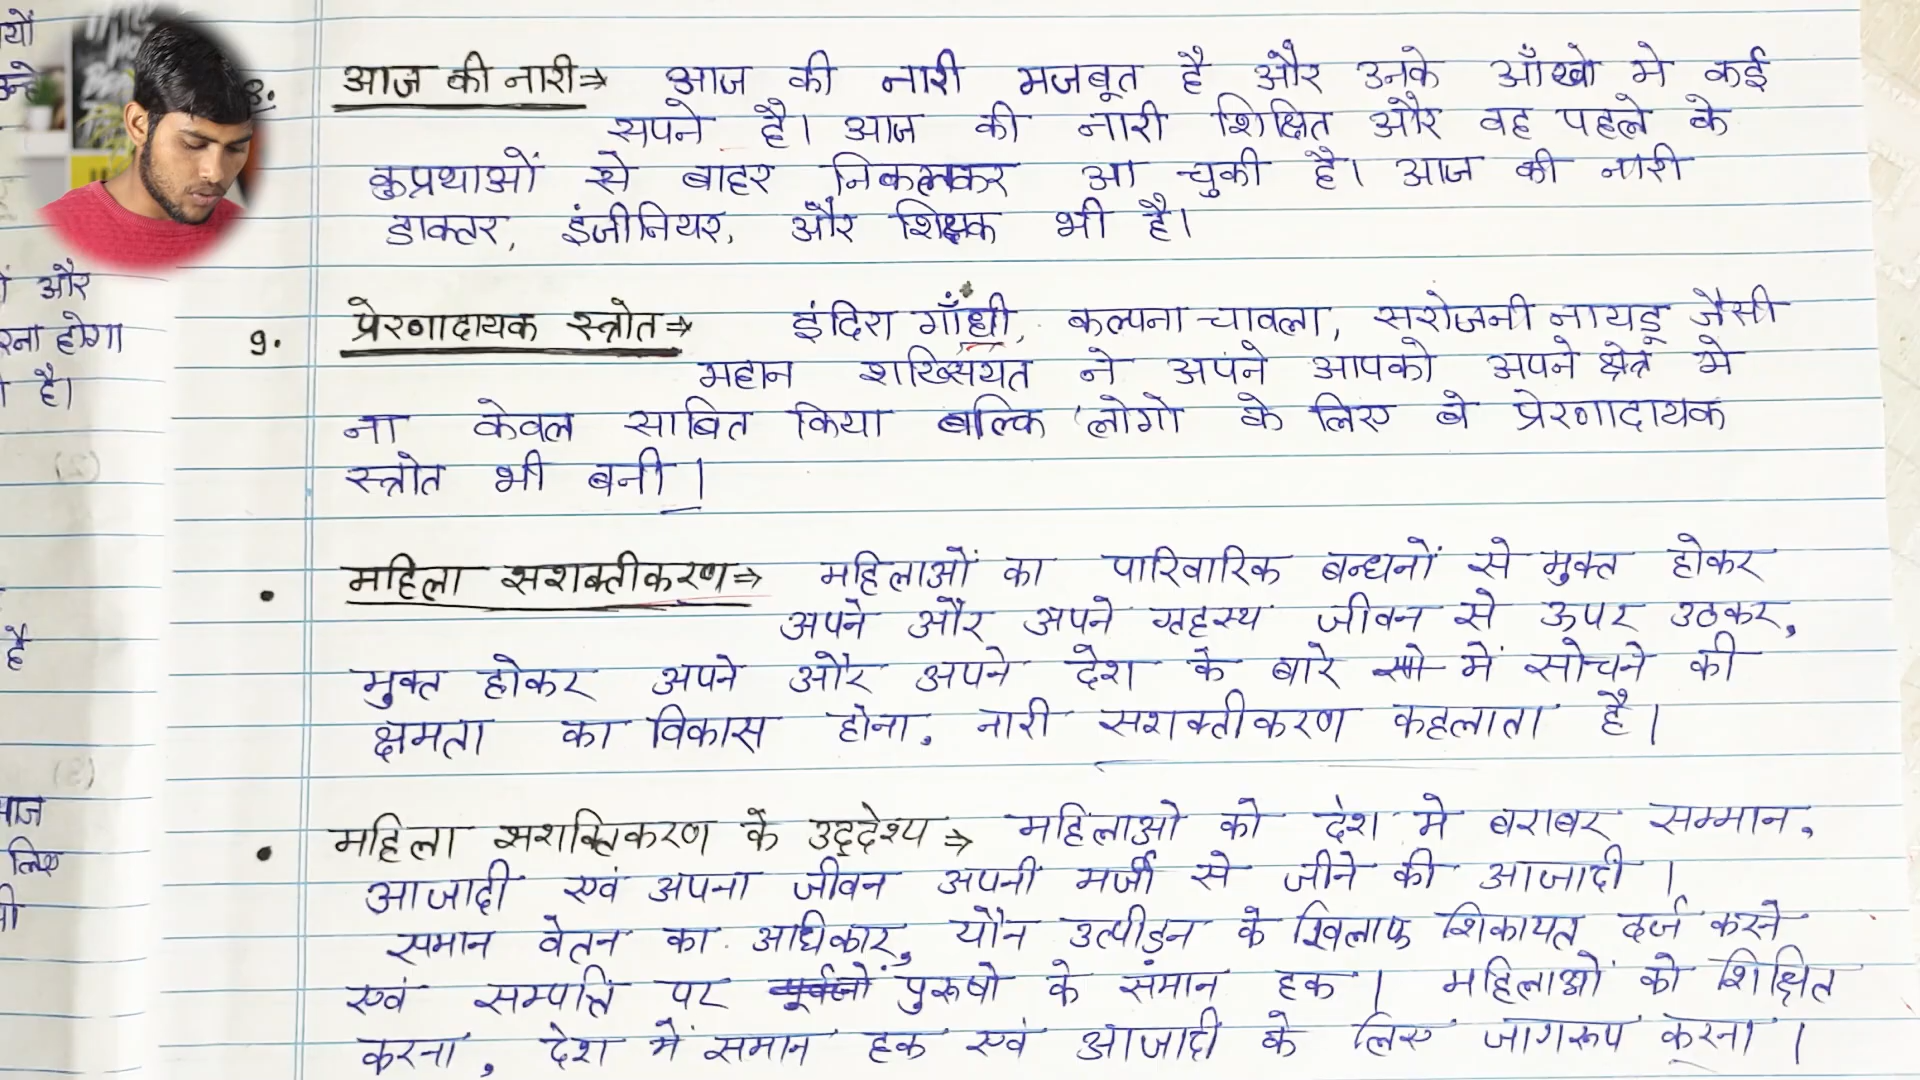 यों
उन्हे
में और
रना होगा
है।
है
लिए
8. आज की नारी⇒ आज की नारी मजबूत है और उनके आँखो मे कई
सपने है। आज की नारी शिक्षित और वह पहले के
कुप्रथाओं से बाहर निकलकर आ चुकी है। आज की नारी
डाक्टर, इंजीनियर, और शिक्षक भी है।
9. प्रेरणादायक स्त्रोत⇒ इंदिरा गाँधी, कल्पना चावला, सरोजनी नायडू जैसी
महान शख्सियत ने अपने आपको अपने क्षेत्र मे
ना केवल साबित किया बल्कि लोगो के लिए वे प्रेरणादायक
स्त्रोत भी बनी।
• महिला सशक्तीकरण⇒ महिलाओं का पारिवारिक बन्धनों से मुक्त होकर
अपने और अपने गृहस्थ जीवन से ऊपर उठकर,
मुक्त होकर अपने और अपने देश के बारे में सोचने की
क्षमता का विकास होना, नारी सशक्तीकरण कहलाता है।
• महिला सशक्तिकरण के उद्देश्य ⇒ महिलाओ को देश मे बराबर सम्मान,
आजादी एवं अपना जीवन अपनी मर्जी से जीने की आजादी।
समान वेतन का अधिकार, यौन उत्पीड़न के खिलाफ शिकायत दर्ज करने
एवं सम्पत्ति पर पुरूषो के समान हक। महिलाओं को शिक्षित
करना, देश में समान हक एवं आजादी के लिए जागरूप करना।